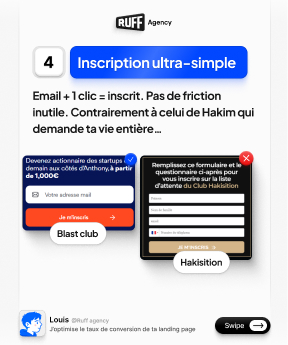 RUFF Agency
4 Inscription ultra-simple
Email + 1 clic = inscrit. Pas de friction
inutile. Contrairement à celui de Hakim qui
demande ta vie entière...
Devenez actionnaire des startups de
demain aux côtés d'Anthony, à partir
de 1,000€
Votre adresse mail
Je m'inscris
Blast club
Remplissez ce formulaire et le
questionnaire ci-après pour
vous inscrire sur la liste
d'attente du Club Hakisition
JE M'INSCRIS
Hakisition
Louis @Ruff agency
J'optimise le taux de conversion de ta landing page
Swipe